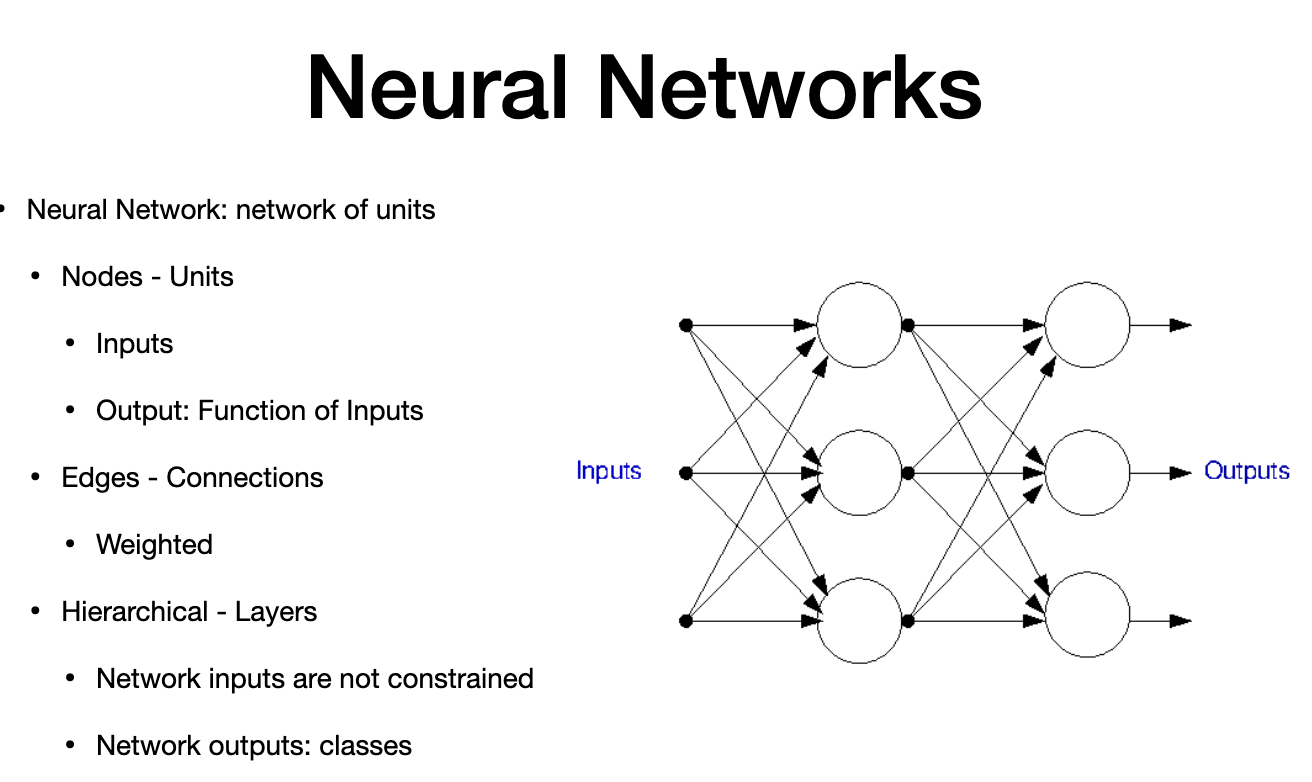 Neural Networks
• Neural Network: network of units
• Nodes - Units
• Inputs
• Output: Function of Inputs
• Edges - Connections
• Weighted
• Hierarchical - Layers
• Network inputs are not constrained
• Network outputs: classes
Inputs
Outputs